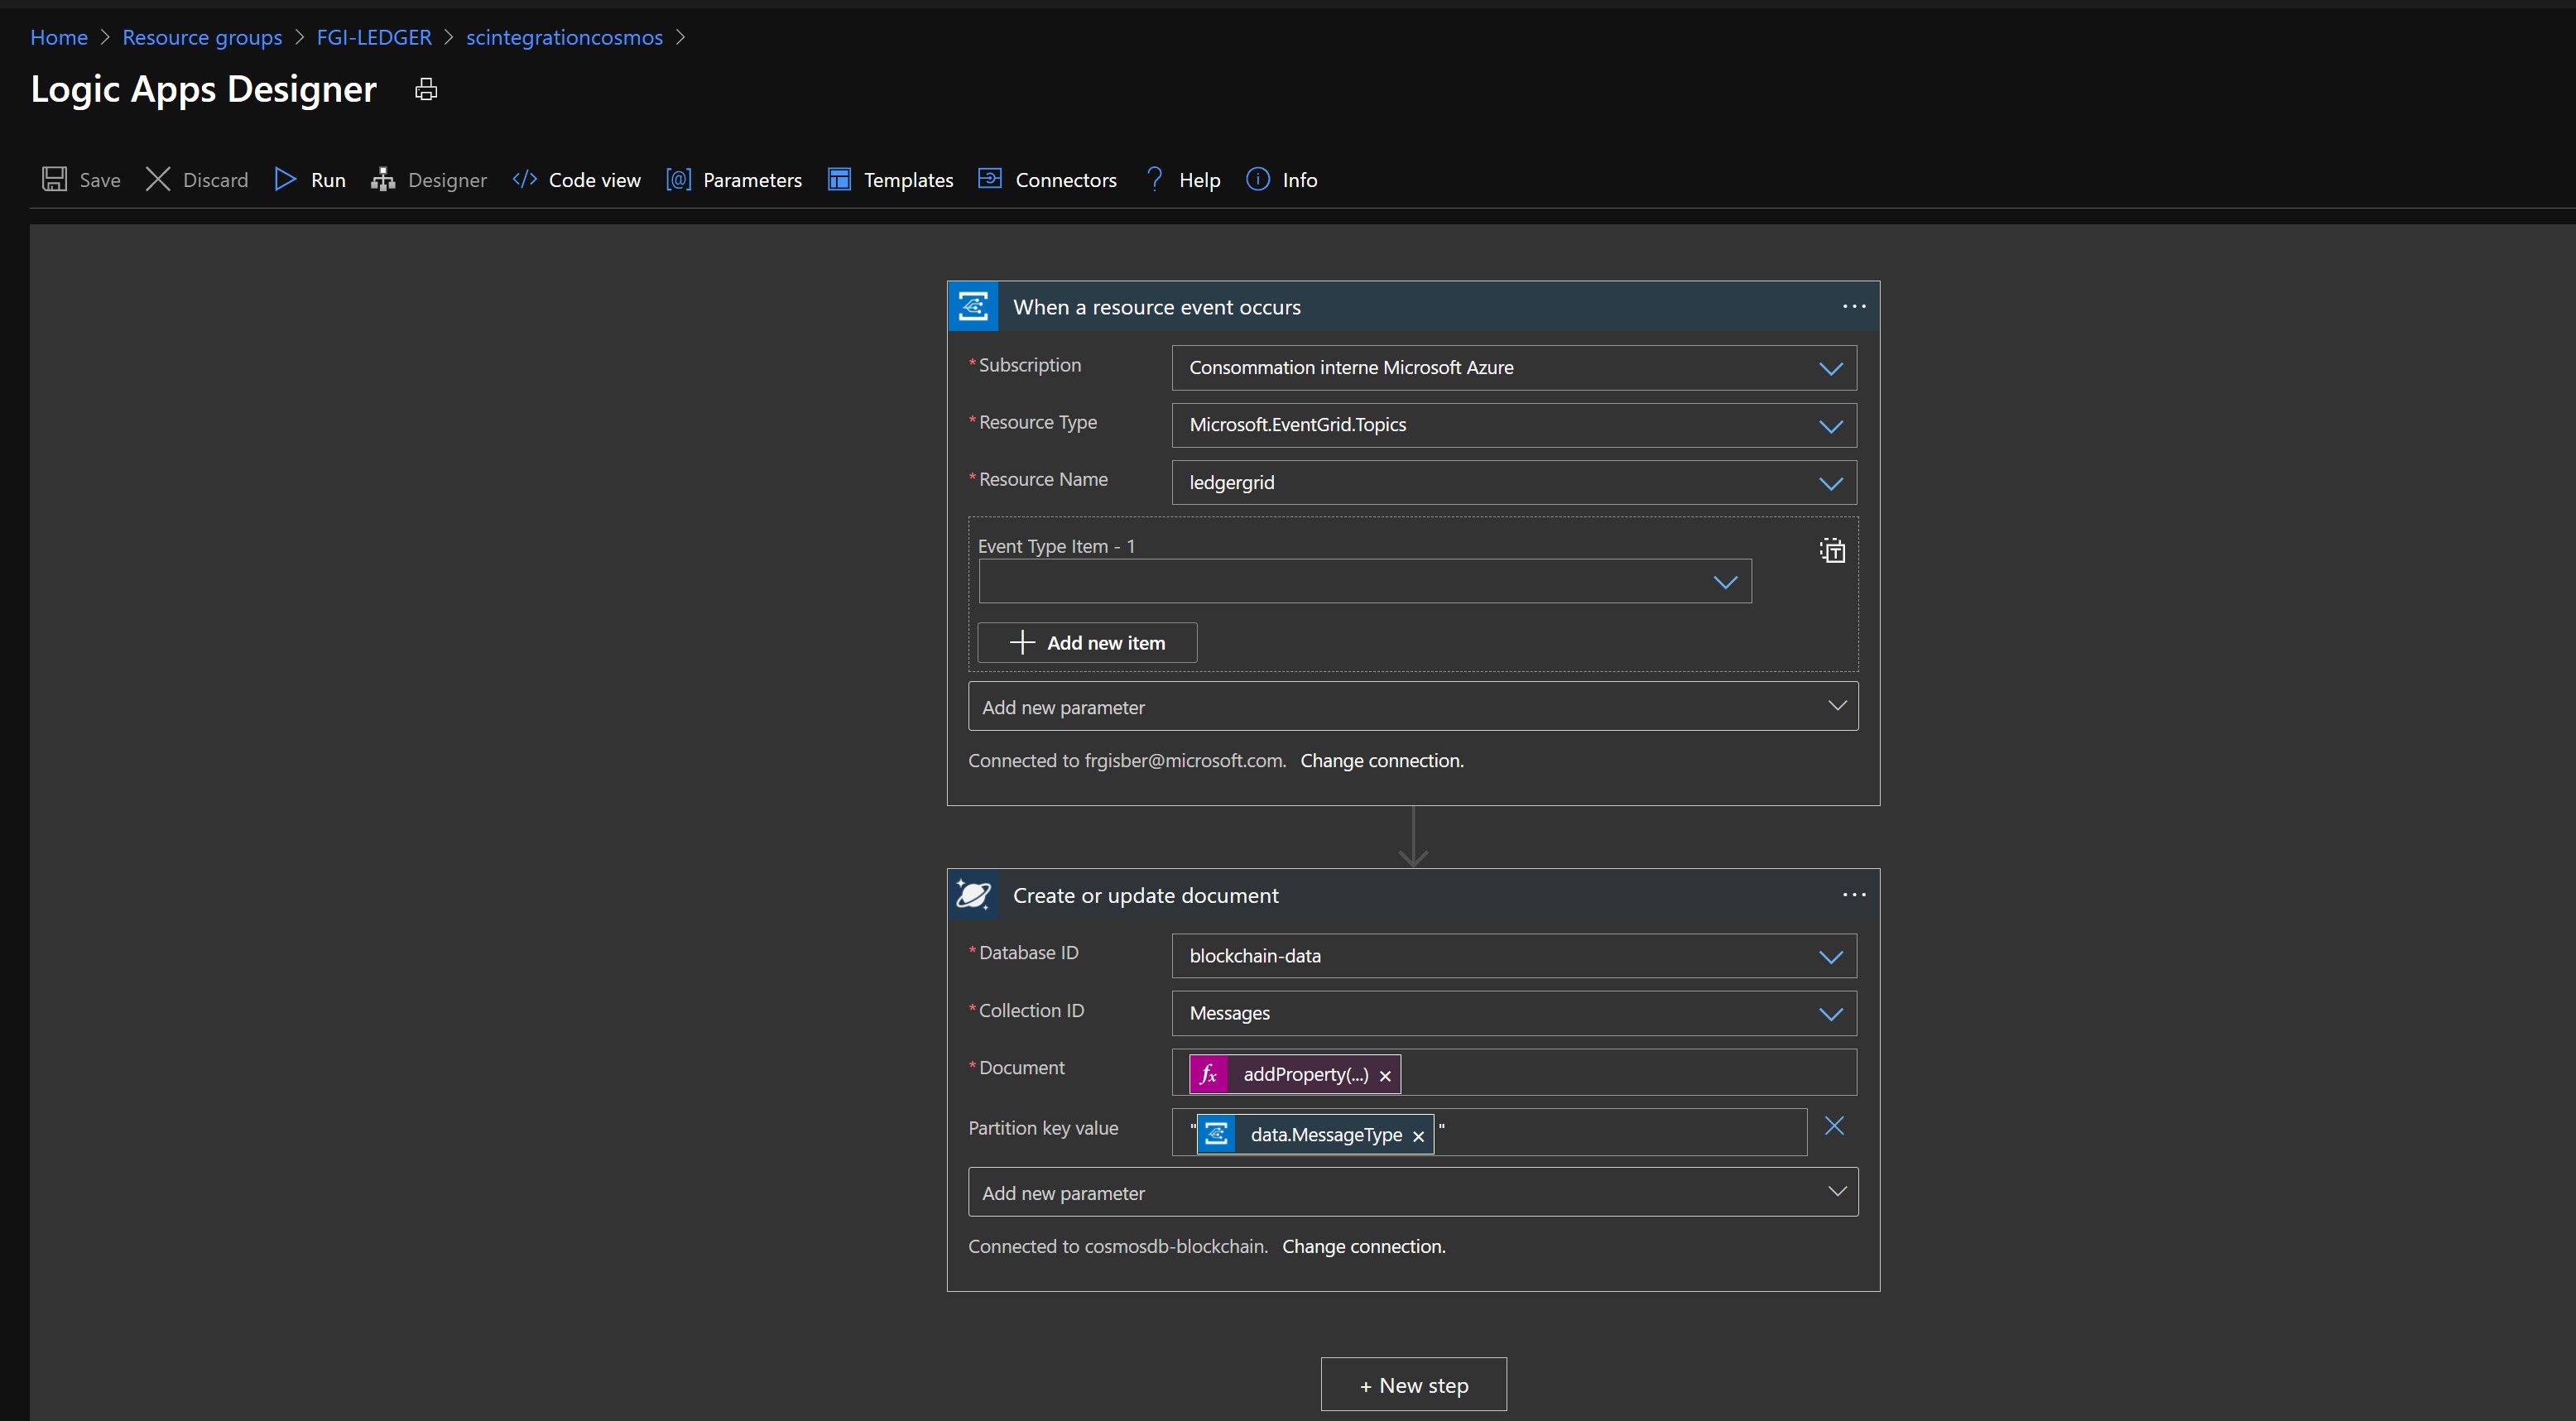 Home > Resource groups > FGI-LEDGER > scintegrationcosmos >
Logic Apps Designer
Save Discard Run Designer </> Code view [@] Parameters Templates Connectors ? Help Info
When a resource event occurs ...
* Subscription Consommation interne Microsoft Azure
* Resource Type Microsoft.EventGrid.Topics
* Resource Name ledgergrid
Event Type Item - 1
T
+ Add new item
Add new parameter
Connected to frgisber@microsoft.com. Change connection.
Create or update document ...
* Database ID blockchain-data
* Collection ID Messages
* Document fx addProperty(...) ×
Partition key value " data.MessageType × "
Add new parameter
Connected to cosmosdb-blockchain. Change connection.
+ New step